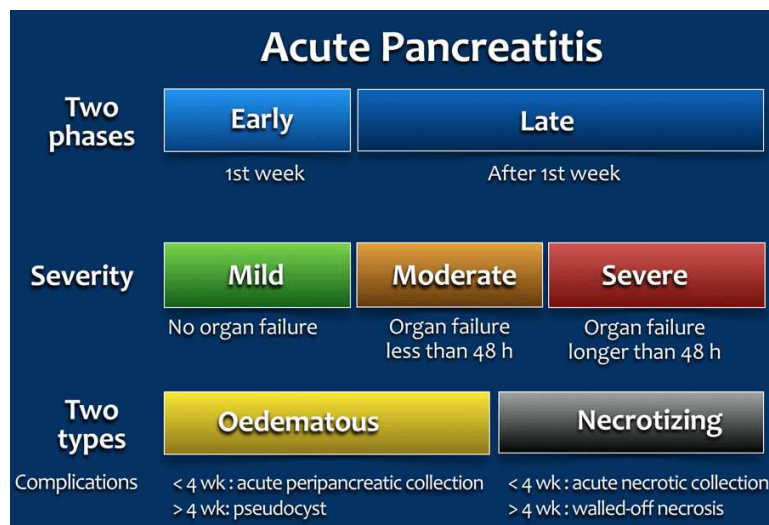 Acute Pancreatitis
Two
phases
Early
Late
1st week
After 1st week
Severity
Mild
Moderate
Severe
No organ failure
Organ failure
less than 48 h
Organ failure
longer than 48 h
Two
types
Oedematous
Necrotizing
Complications
< 4 wk : acute peripancreatic collection
> 4 wk: pseudocyst
< 4 wk : acute necrotic collection
> 4 wk : walled-off necrosis